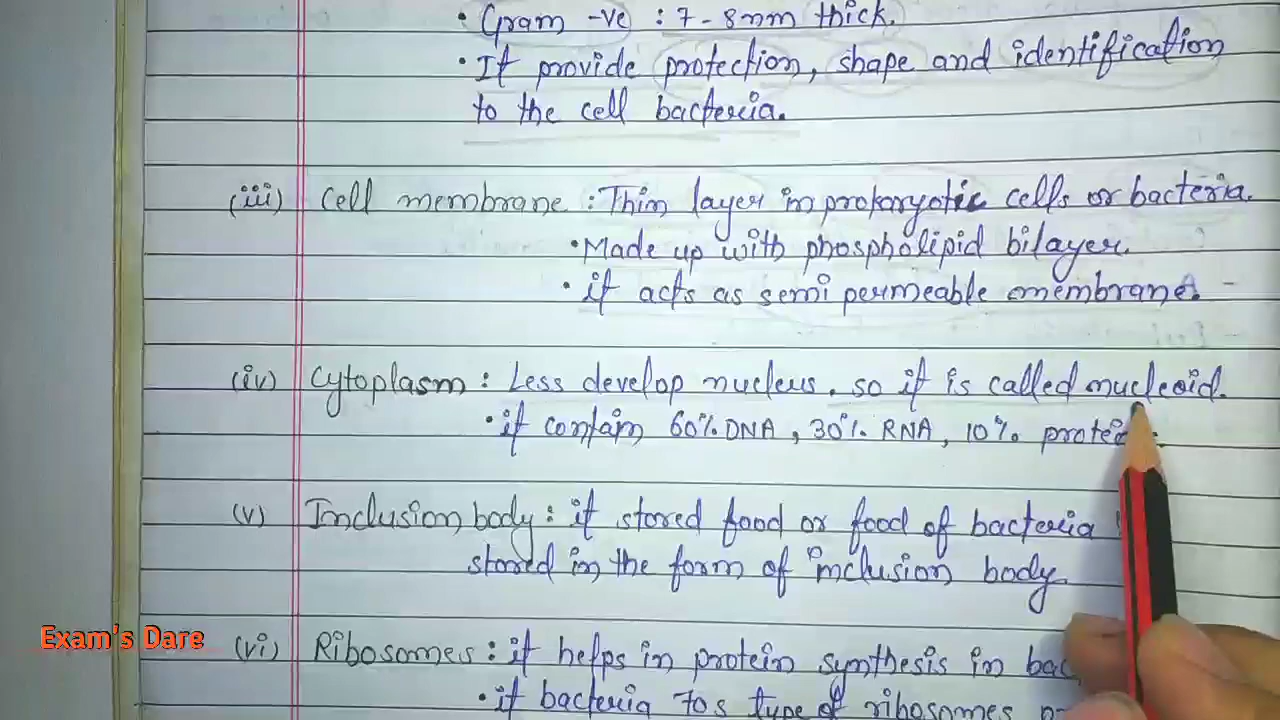 • Gram -ve : 7-8nm thick.
• It provide protection, shape and identification
to the cell bacteria.
(iii) Cell membrane : Thin layer in prokaryotic cells or bacteria.
• Made up with phospholipid bilayer.
• it acts as semi permeable membrane.
(iv) Cytoplasm : Less develop nucleus, so it is called nucleoid.
• it contain 60% DNA, 30% RNA, 10%
(v) Inclusion body : it stored food or food of bacteria
stored in the form of inclusion body.
Exam's Dare
(vi) Ribosomes : it helps in protein synthesis in
• it bacteria 70s type of ribosomes